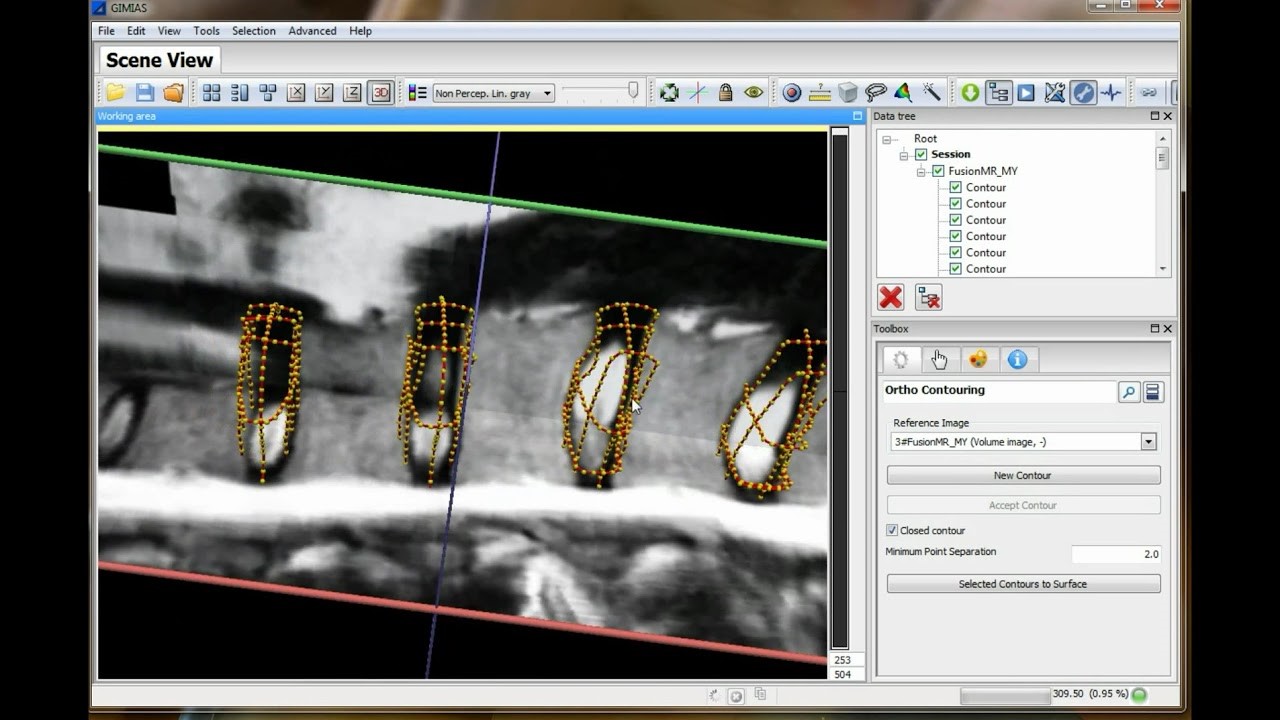 GIMIAS
File Edit View Tools Selection Advanced Help
Scene View
X Y Z 3D Non Percep. Lin. gray
Working area
Data tree
Root
Session
FusionMR_MY
Contour
Contour
Contour
Contour
Contour
Contour
Toolbox
Ortho Contouring
Reference Image
3#FusionMR_MY (Volume image, -)
New Contour
Accept Contour
Closed contour
Minimum Point Separation 2.0
Selected Contours to Surface
253
504
309.50 (0.95 %)